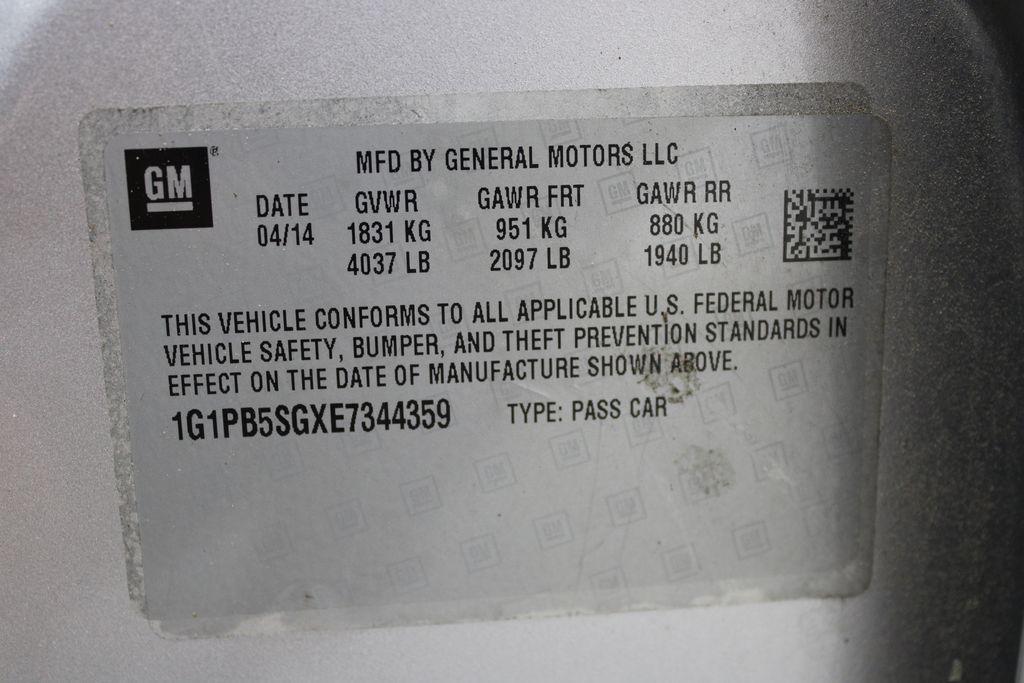 GM®
MFD BY GENERAL MOTORS LLC
DATE GVWR GAWR FRT GAWR RR
04/14 1831 KG 951 KG 880 KG
4037 LB 2097 LB 1940 LB
THIS VEHICLE CONFORMS TO ALL APPLICABLE U.S. FEDERAL MOTOR
VEHICLE SAFETY, BUMPER, AND THEFT PREVENTION STANDARDS IN
EFFECT ON THE DATE OF MANUFACTURE SHOWN ABOVE.
1G1PB5SGXE7344359 TYPE: PASS CAR